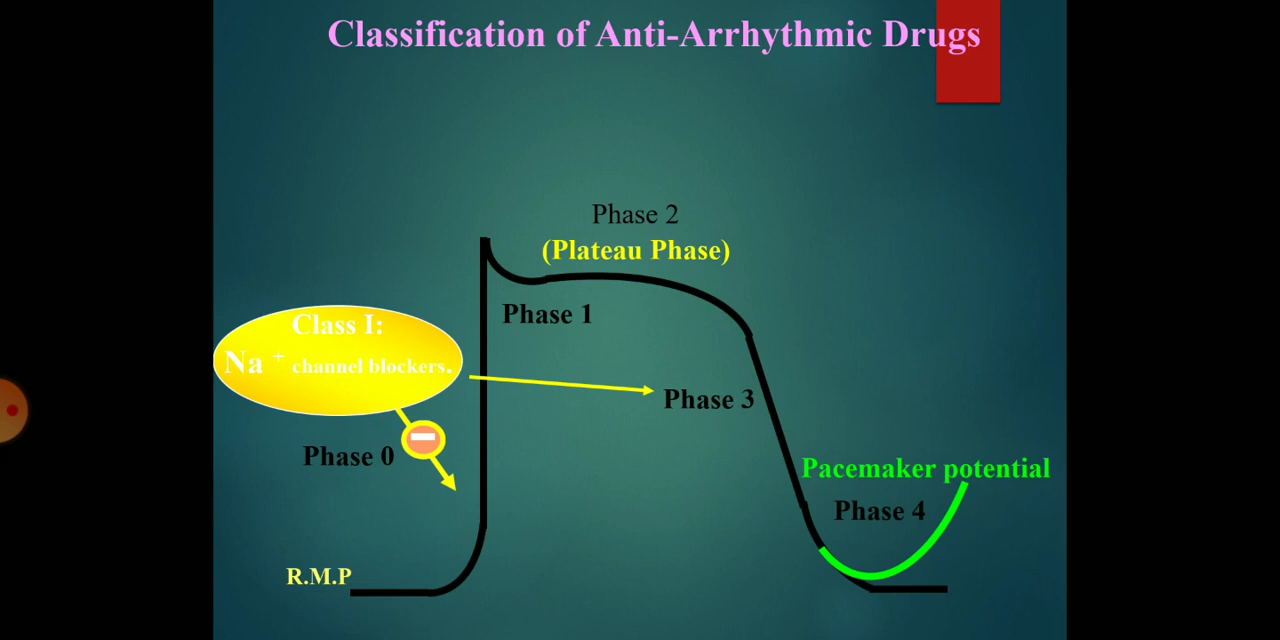 Classification of Anti-Arrhythmic Drugs
Phase 2
(Plateau Phase)
Phase 1
Class I:
Na + channel blockers.
Phase 3
Phase 0
Pacemaker potential
Phase 4
R.M.P